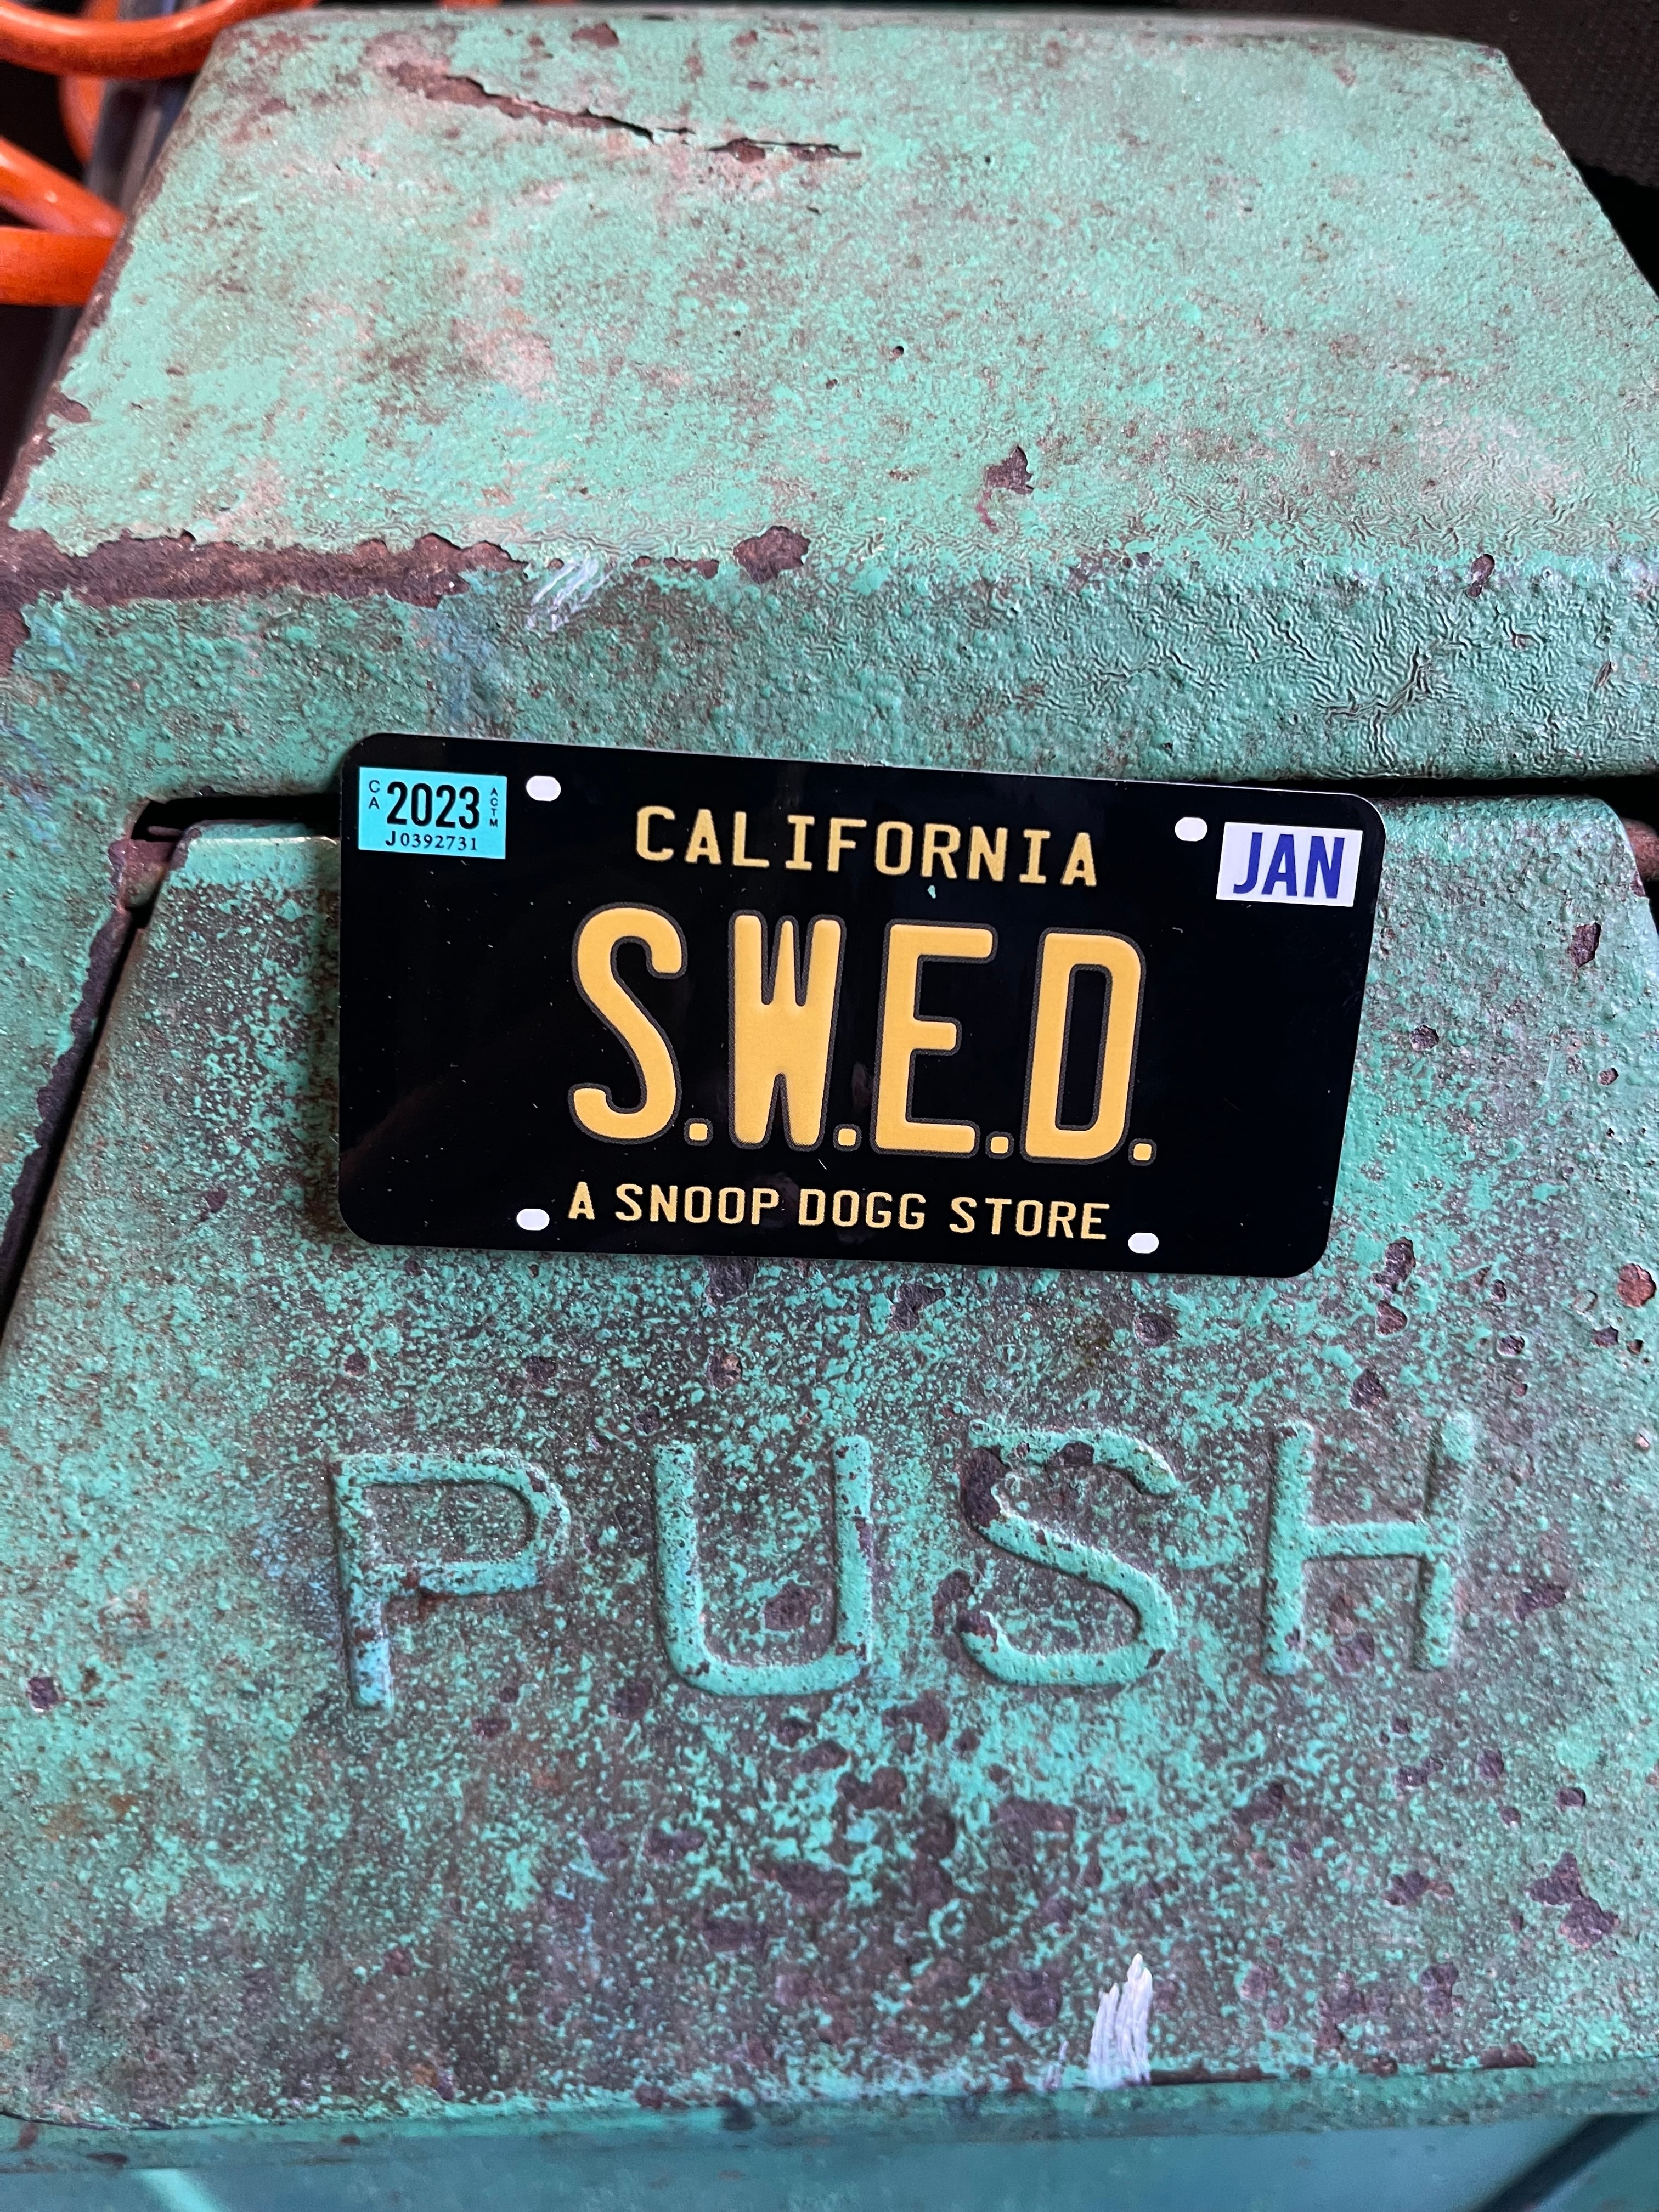 CA 2023 ACTM
J0392731
JAN
CALIFORNIA
S.W.E.D.
A SNOOP DOGG STORE
PUSH